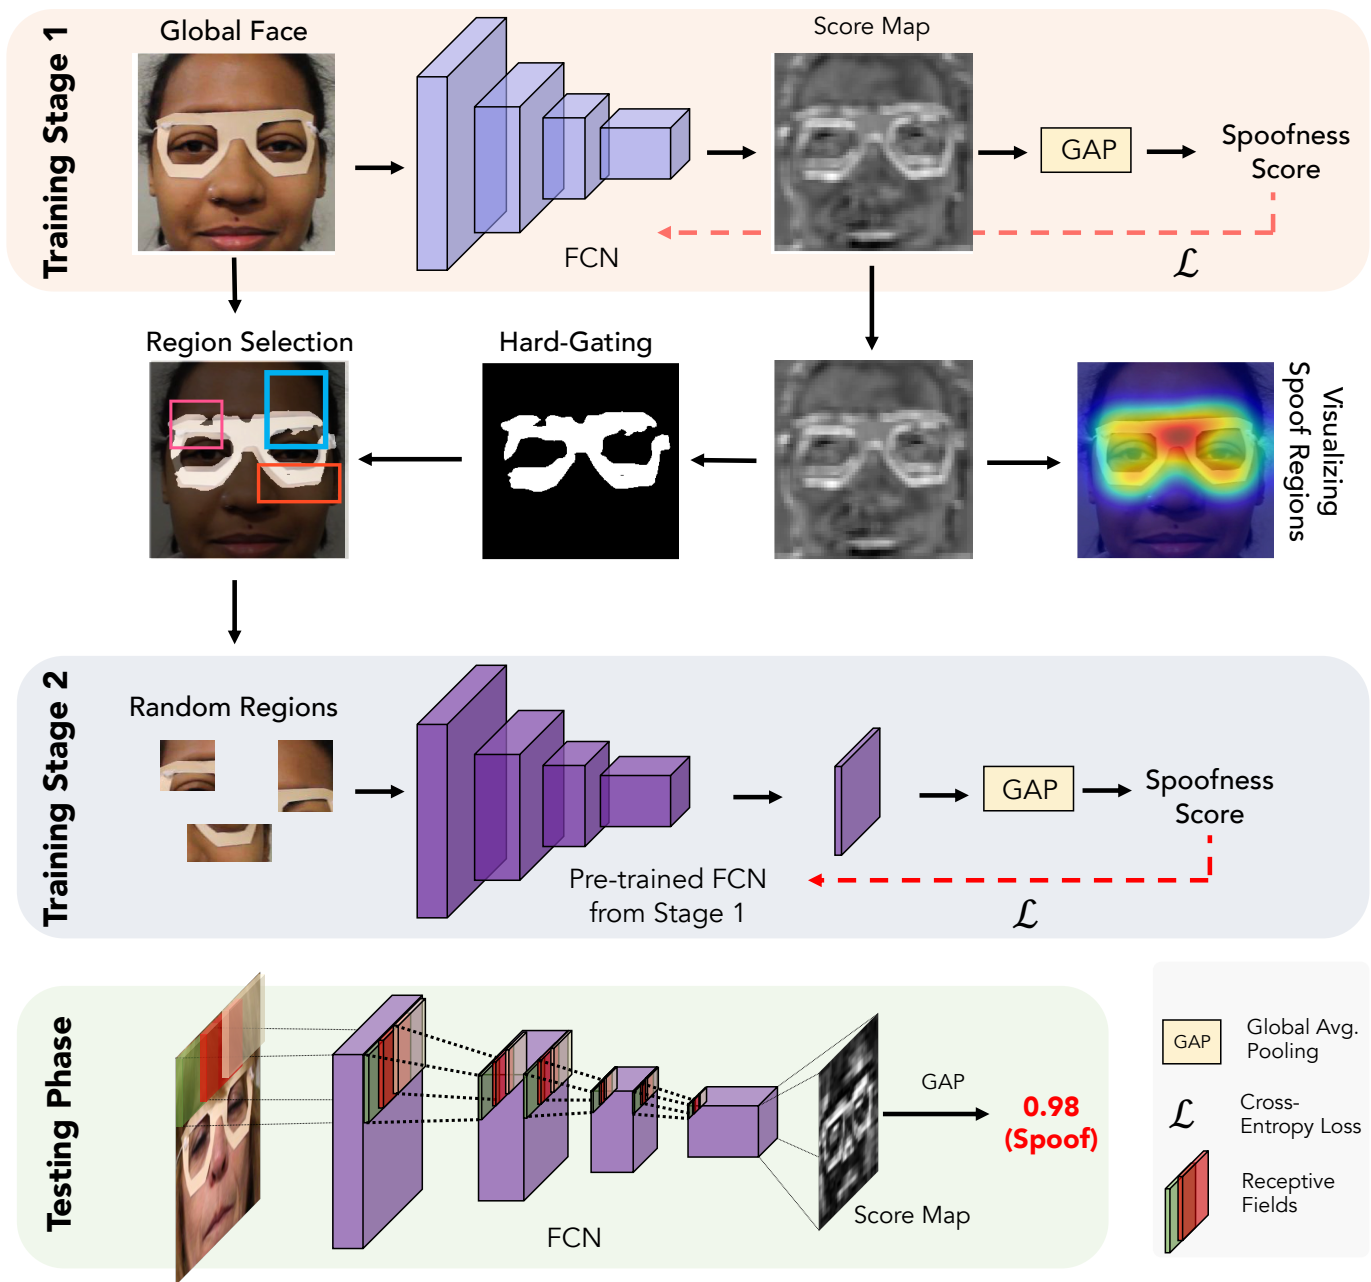 Training Stage 1
Global Face
Score Map
FCN
GAP
Spoofness
Score
ℒ
Region Selection
Hard-Gating
Visualizing
Spoof Regions
Training Stage 2
Random Regions
Pre-trained FCN
from Stage 1
GAP
Spoofness
Score
ℒ
Testing Phase
FCN
Score Map
GAP
0.98
(Spoof)
GAP
Global Avg.
Pooling
ℒ
Cross-
Entropy Loss
Receptive
Fields